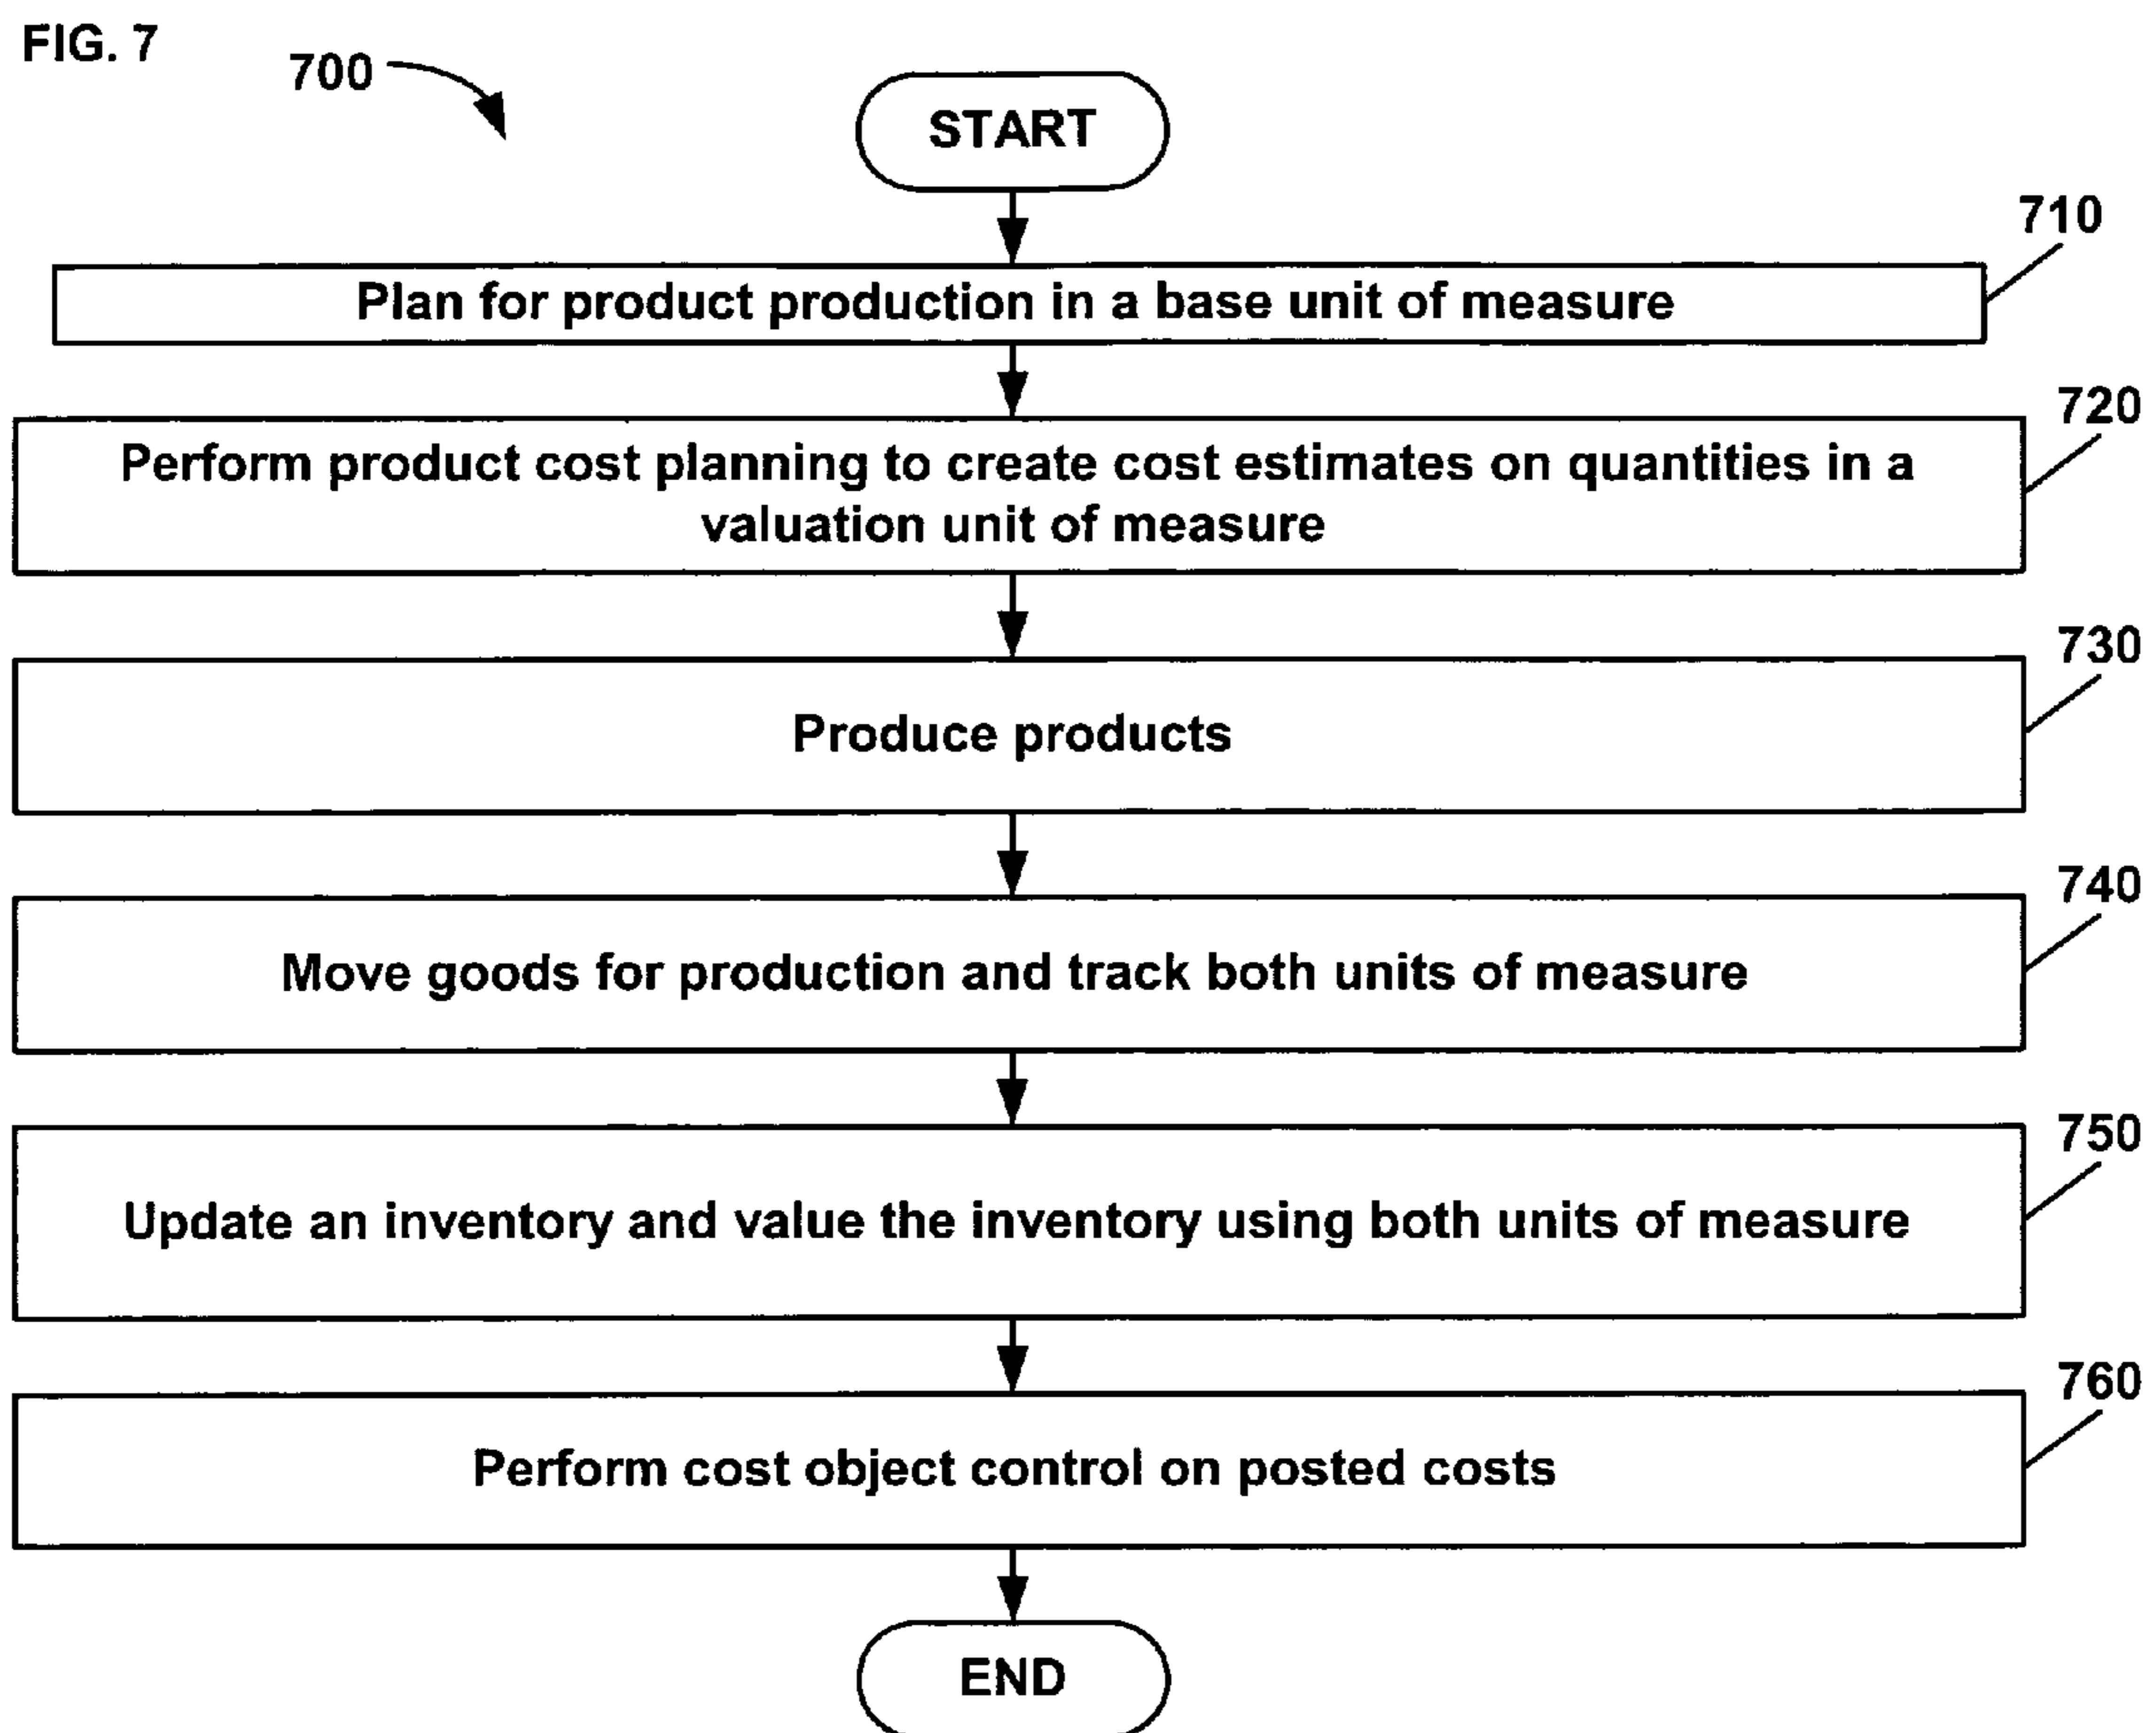 FIG. 7
700
START
710
Plan for product production in a base unit of measure
720
Perform product cost planning to create cost estimates on quantities in a
valuation unit of measure
730
Produce products
740
Move goods for production and track both units of measure
750
Update an inventory and value the inventory using both units of measure
760
Perform cost object control on posted costs
END